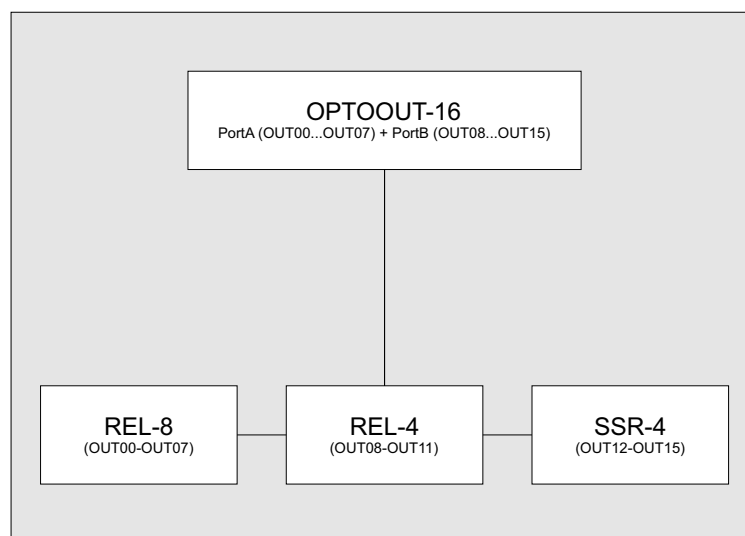 OPTOOUT-16
PortA (OUT00...OUT07) + PortB (OUT08...OUT15)
REL-8
(OUT00-OUT07)
REL-4
(OUT08-OUT11)
SSR-4
(OUT12-OUT15)